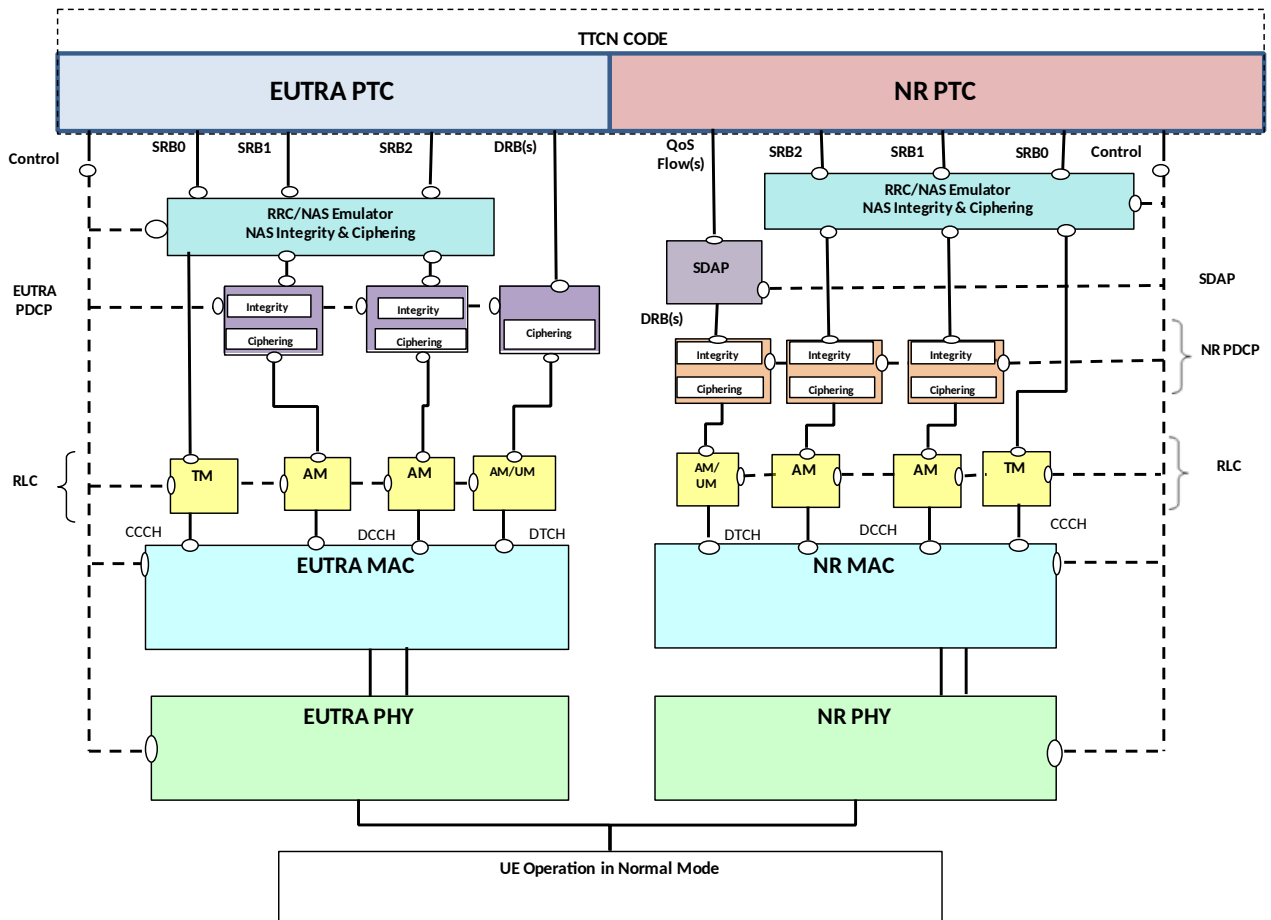 TTCN CODE
EUTRA PTC
NR PTC
Control
SRB0
SRB1
SRB2
DRB(s)
QoS
Flow(s)
SRB2
SRB1
SRB0
Control
RRC/NAS Emulator
NAS Integrity & Ciphering
RRC/NAS Emulator
NAS Integrity & Ciphering
SDAP
SDAP
EUTRA
PDCP
Integrity
Ciphering
Integrity
Ciphering
Ciphering
DRB(s)
Integrity
Ciphering
Integrity
Ciphering
Integrity
Ciphering
NR PDCP
RLC
TM
AM
AM
AM/UM
AM/
UM
AM
AM
TM
RLC
CCCH
DCCH
DTCH
DTCH
DCCH
CCCH
EUTRA MAC
NR MAC
EUTRA PHY
NR PHY
UE Operation in Normal Mode